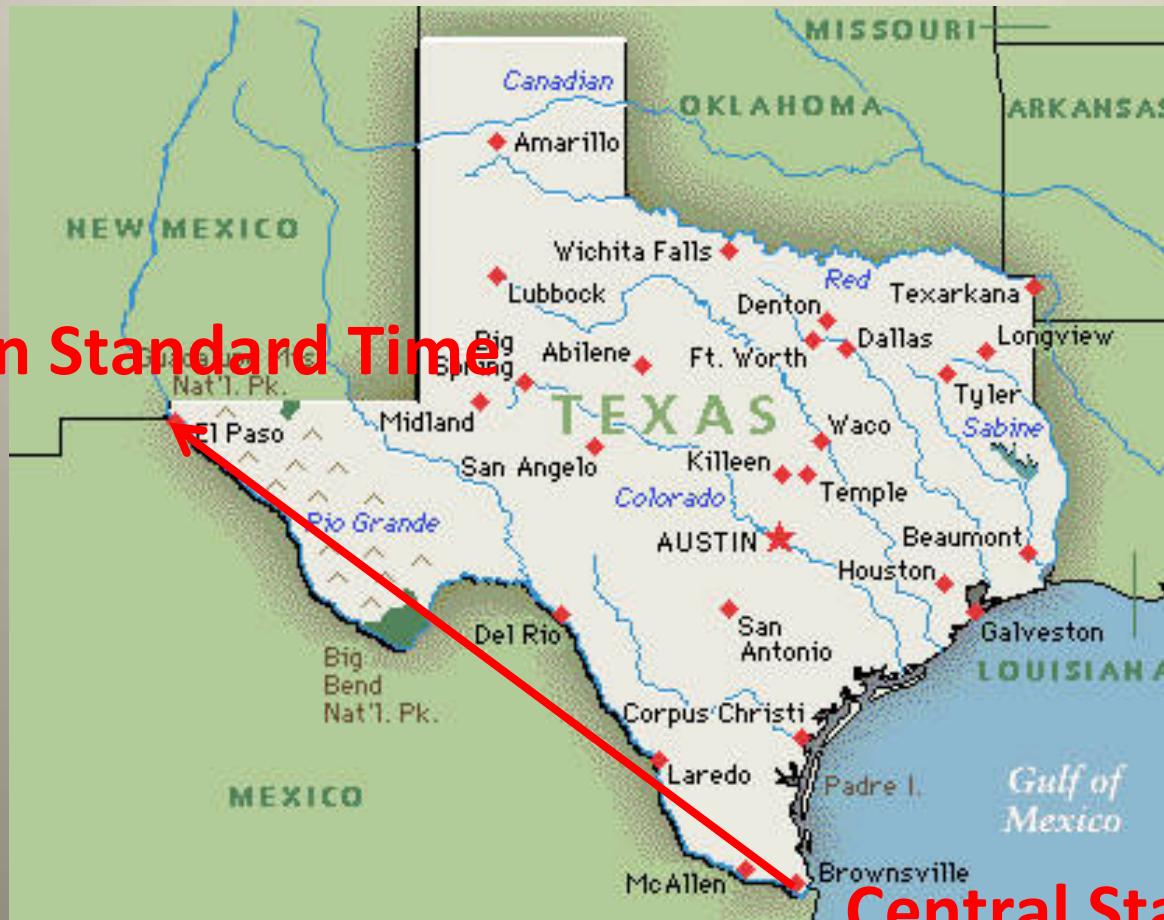 MISSOURI
Canadian
OKLAHOMA
ARKANSAS
Amarillo
NEW MEXICO
Wichita Falls
Red
Lubbock
Denton
Texarkana
n Standard Time
Big
Spring
Abilene
Ft. Worth
Dallas
Longview
Nat'l. Pk.
Tyler
TEXAS
Midland
El Paso
Waco
Sabine
San Angelo
Killeen
Temple
Colorado
Rio Grande
AUSTIN
Beaumont
Houston
Del Rio
San
Antonio
Galveston
Big
Bend
Nat'l. Pk.
LOUISIANA
Corpus Christi
Laredo
Padre I.
Gulf of
Mexico
MEXICO
McAllen
Brownsville
Central Sta